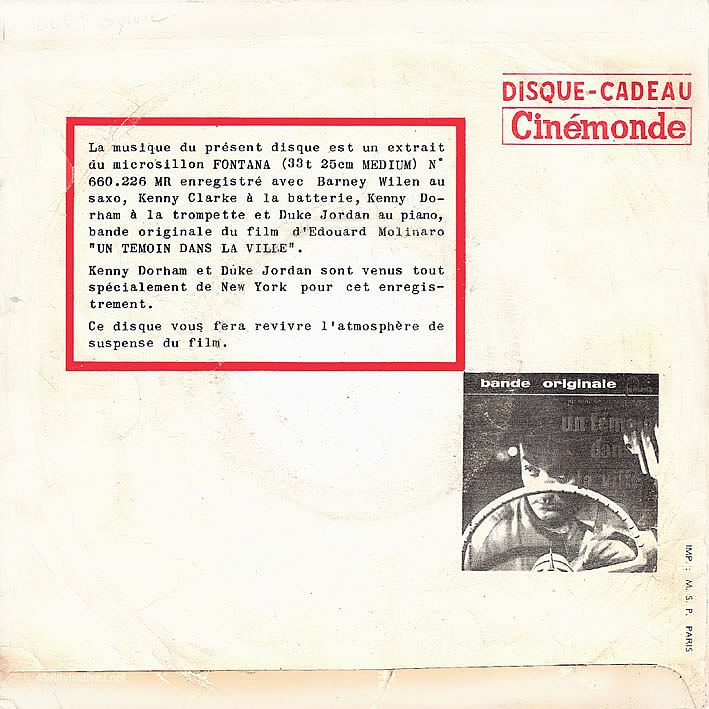 DISQUE-CADEAU
Cinémonde
La musique du présent disque est un extrait
du microsillon FONTANA (33t 25cm MEDIUM) N°
660.226 MR enregistré avec Barney Wilen au
saxo, Kenny Clarke à la batterie, Kenny Do-
rham à la trompette et Duke Jordan au piano,
bande originale du film d'Edouard Molinaro
"UN TEMOIN DANS LA VILLE".
Kenny Dorham et Duke Jordan sont venus tout
spécialement de New York pour cet enregis-
trement.
Ce disque vous fera revivre l'atmosphère de
suspense du film.
bande originale
un témoin
dans
la ville
IMP. : M. S. P. PARIS